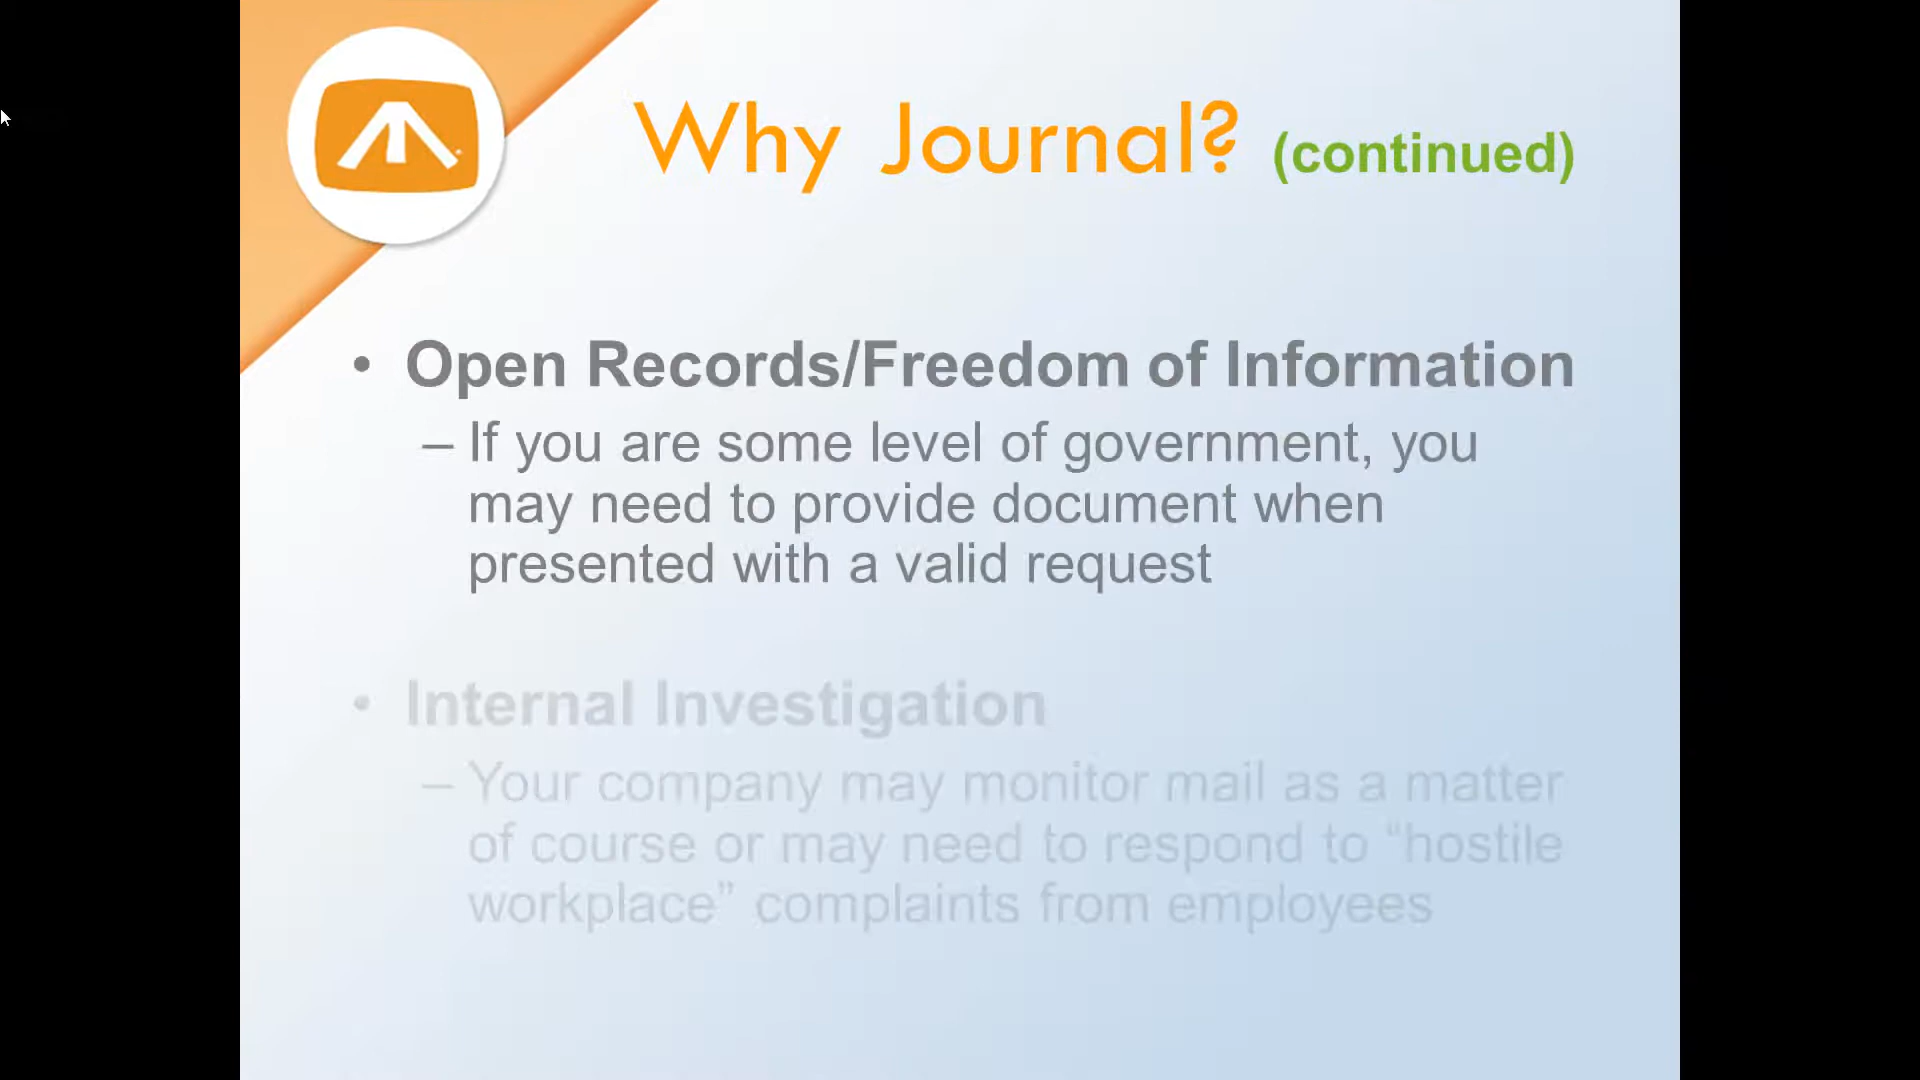 Why Journal? (continued)
• Open Records/Freedom of Information
– If you are some level of government, you
may need to provide document when
presented with a valid request
• Internal Investigation
– Your company may monitor mail as a matter
of course or may need to respond to “hostile
workplace” complaints from employees